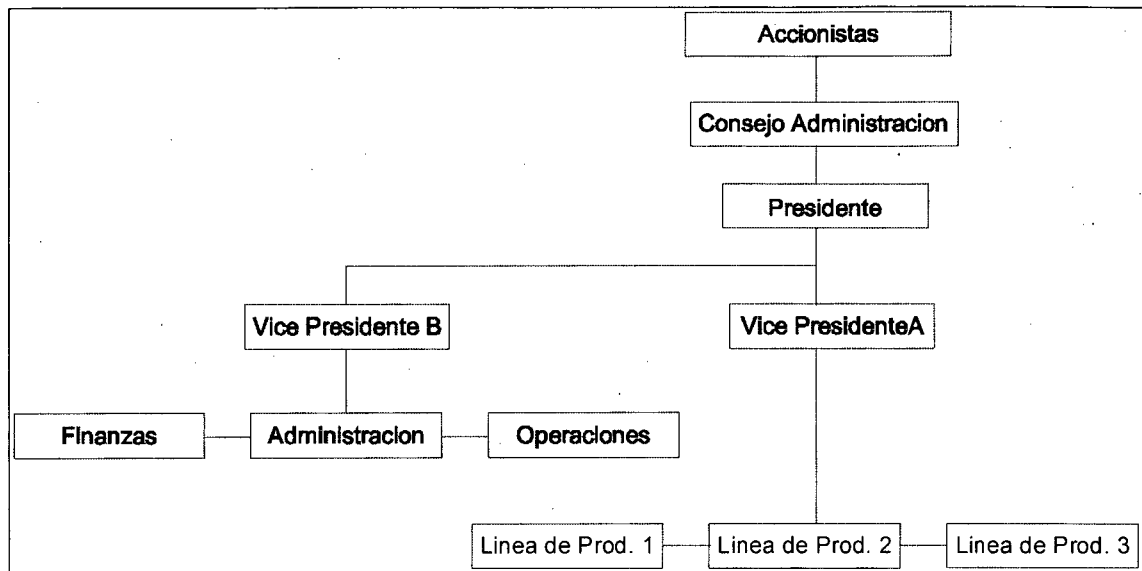 Accionistas
Consejo Administracion
Presidente
Vice Presidente B
Vice PresidenteA
Finanzas
Administracion
Operaciones
Linea de Prod. 1
Linea de Prod. 2
Linea de Prod. 3